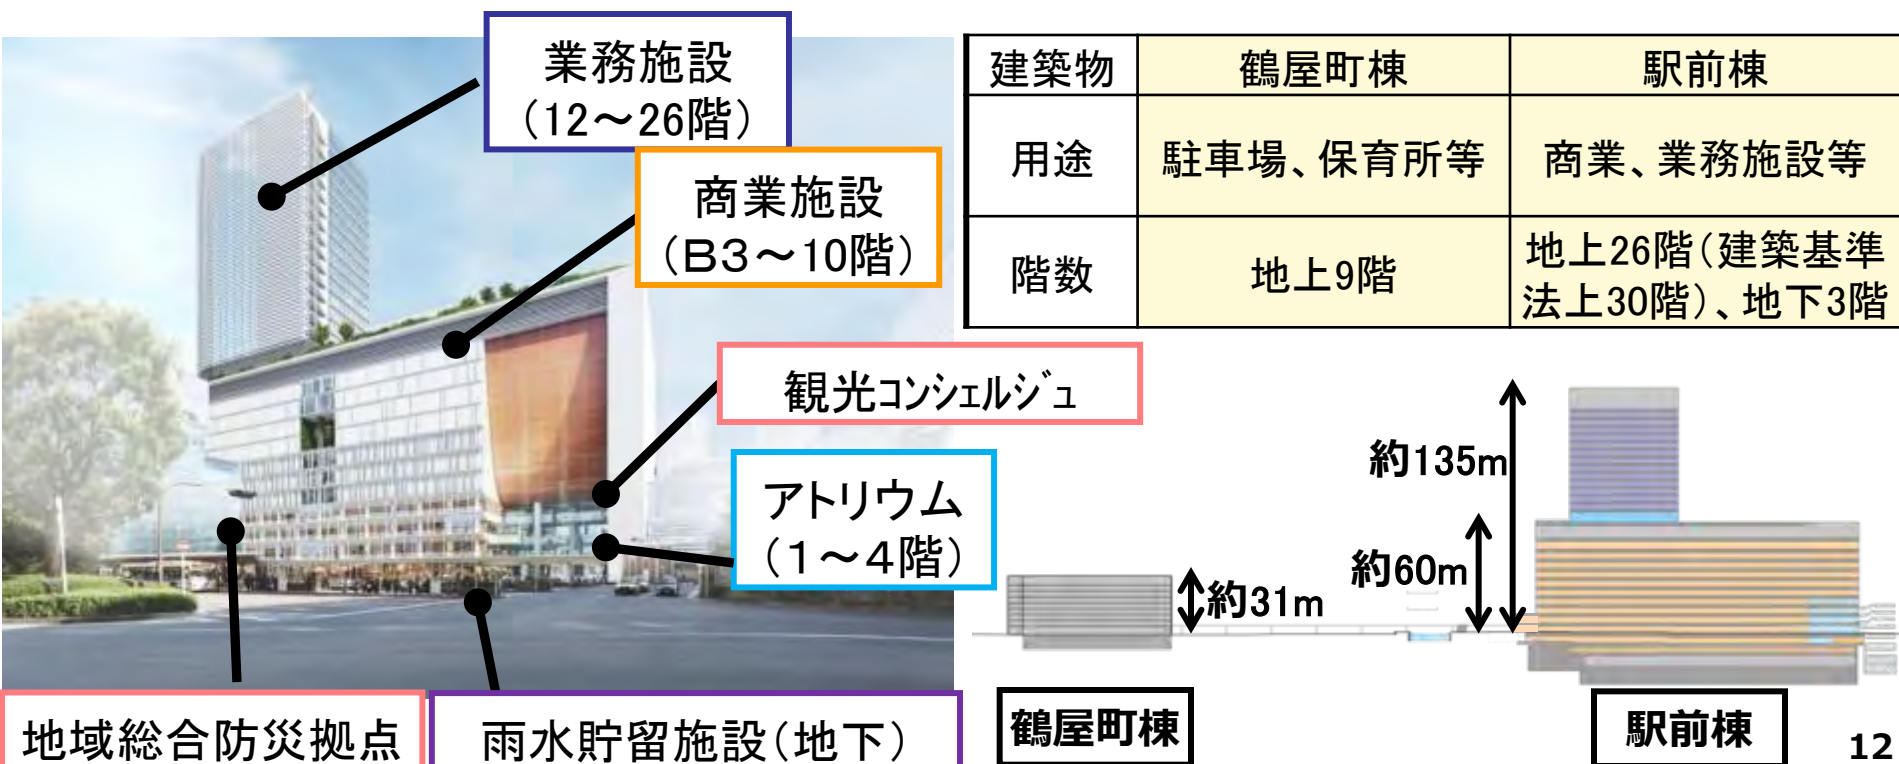 業務施設
(12～26階)
商業施設
(B3～10階)
観光コンシェルジュ
アトリウム
(1～4階)
地域総合防災拠点
雨水貯留施設(地下)
建築物 鶴屋町棟 駅前棟
用途 駐車場、保育所等 商業、業務施設等
階数 地上9階 地上26階(建築基準
法上30階)、地下3階
約135m
約60m
約31m
鶴屋町棟
駅前棟
12